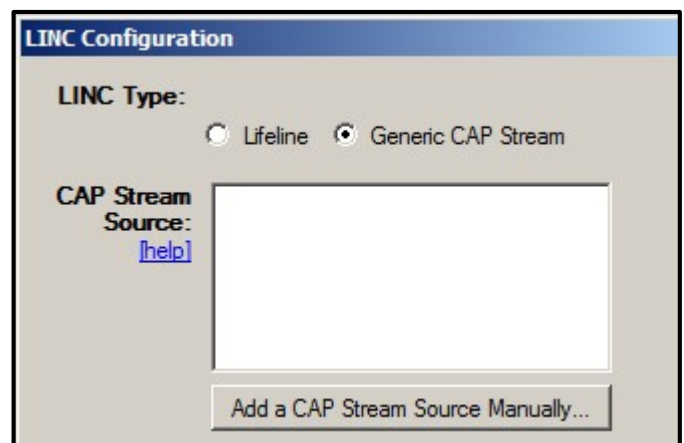 LINC Configuration
LINC Type:
Lifeline Generic CAP Stream
CAP Stream
Source:
[help]
Add a CAP Stream Source Manually...